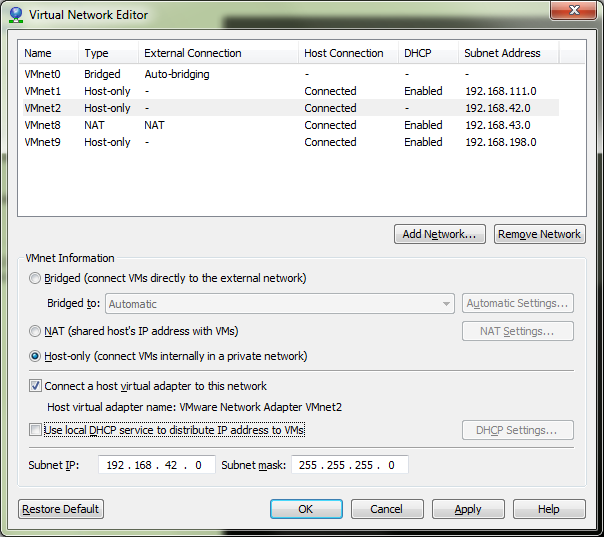 Virtual Network Editor
Name Type External Connection Host Connection DHCP Subnet Address
VMnet0 Bridged Auto-bridging - - -
VMnet1 Host-only - Connected Enabled 192.168.111.0
VMnet2 Host-only - Connected - 192.168.42.0
VMnet8 NAT NAT Connected Enabled 192.168.43.0
VMnet9 Host-only - Connected Enabled 192.168.198.0
Add Network... Remove Network
VMnet Information
Bridged (connect VMs directly to the external network)
Bridged to: Automatic Automatic Settings...
NAT (shared host's IP address with VMs) NAT Settings...
Host-only (connect VMs internally in a private network)
Connect a host virtual adapter to this network
Host virtual adapter name: VMware Network Adapter VMnet2
Use local DHCP service to distribute IP address to VMs DHCP Settings...
Subnet IP: 192 . 168 . 42 . 0 Subnet mask: 255 . 255 . 255 . 0
Restore Default OK Cancel Apply Help